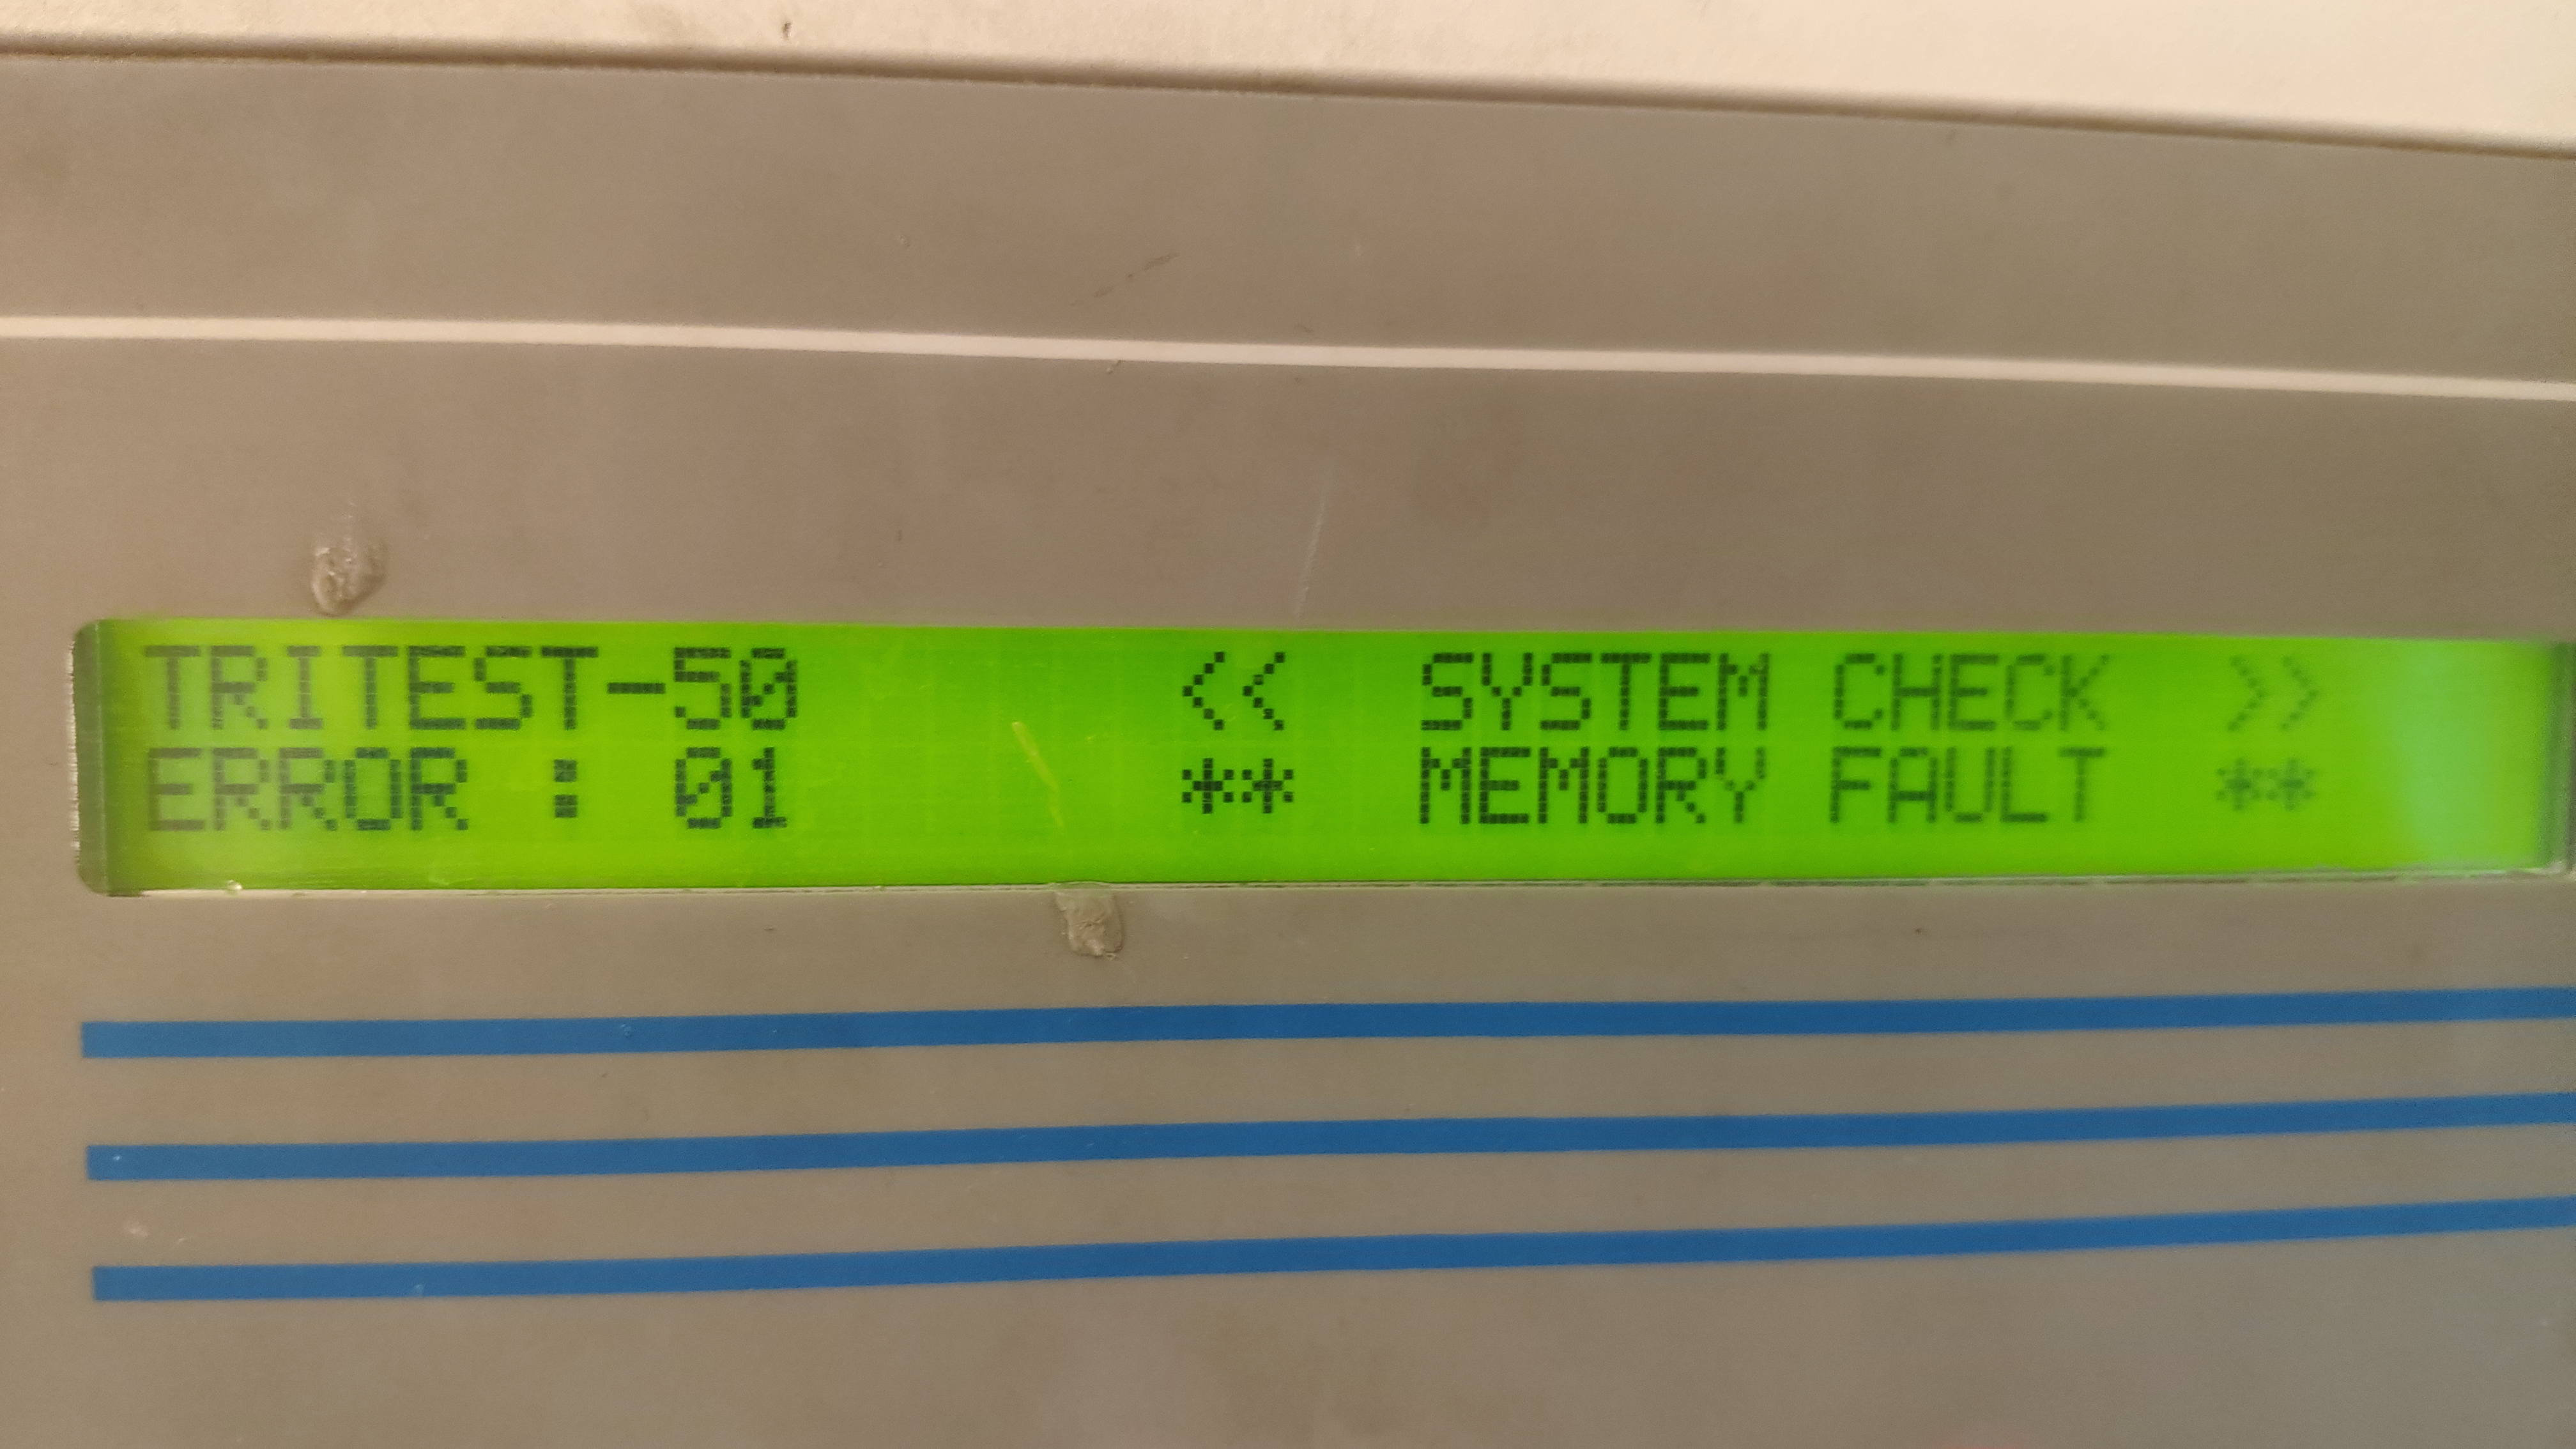 TRITEST-50 << SYSTEM CHECK >>
ERROR : 01 ** MEMORY FAULT **